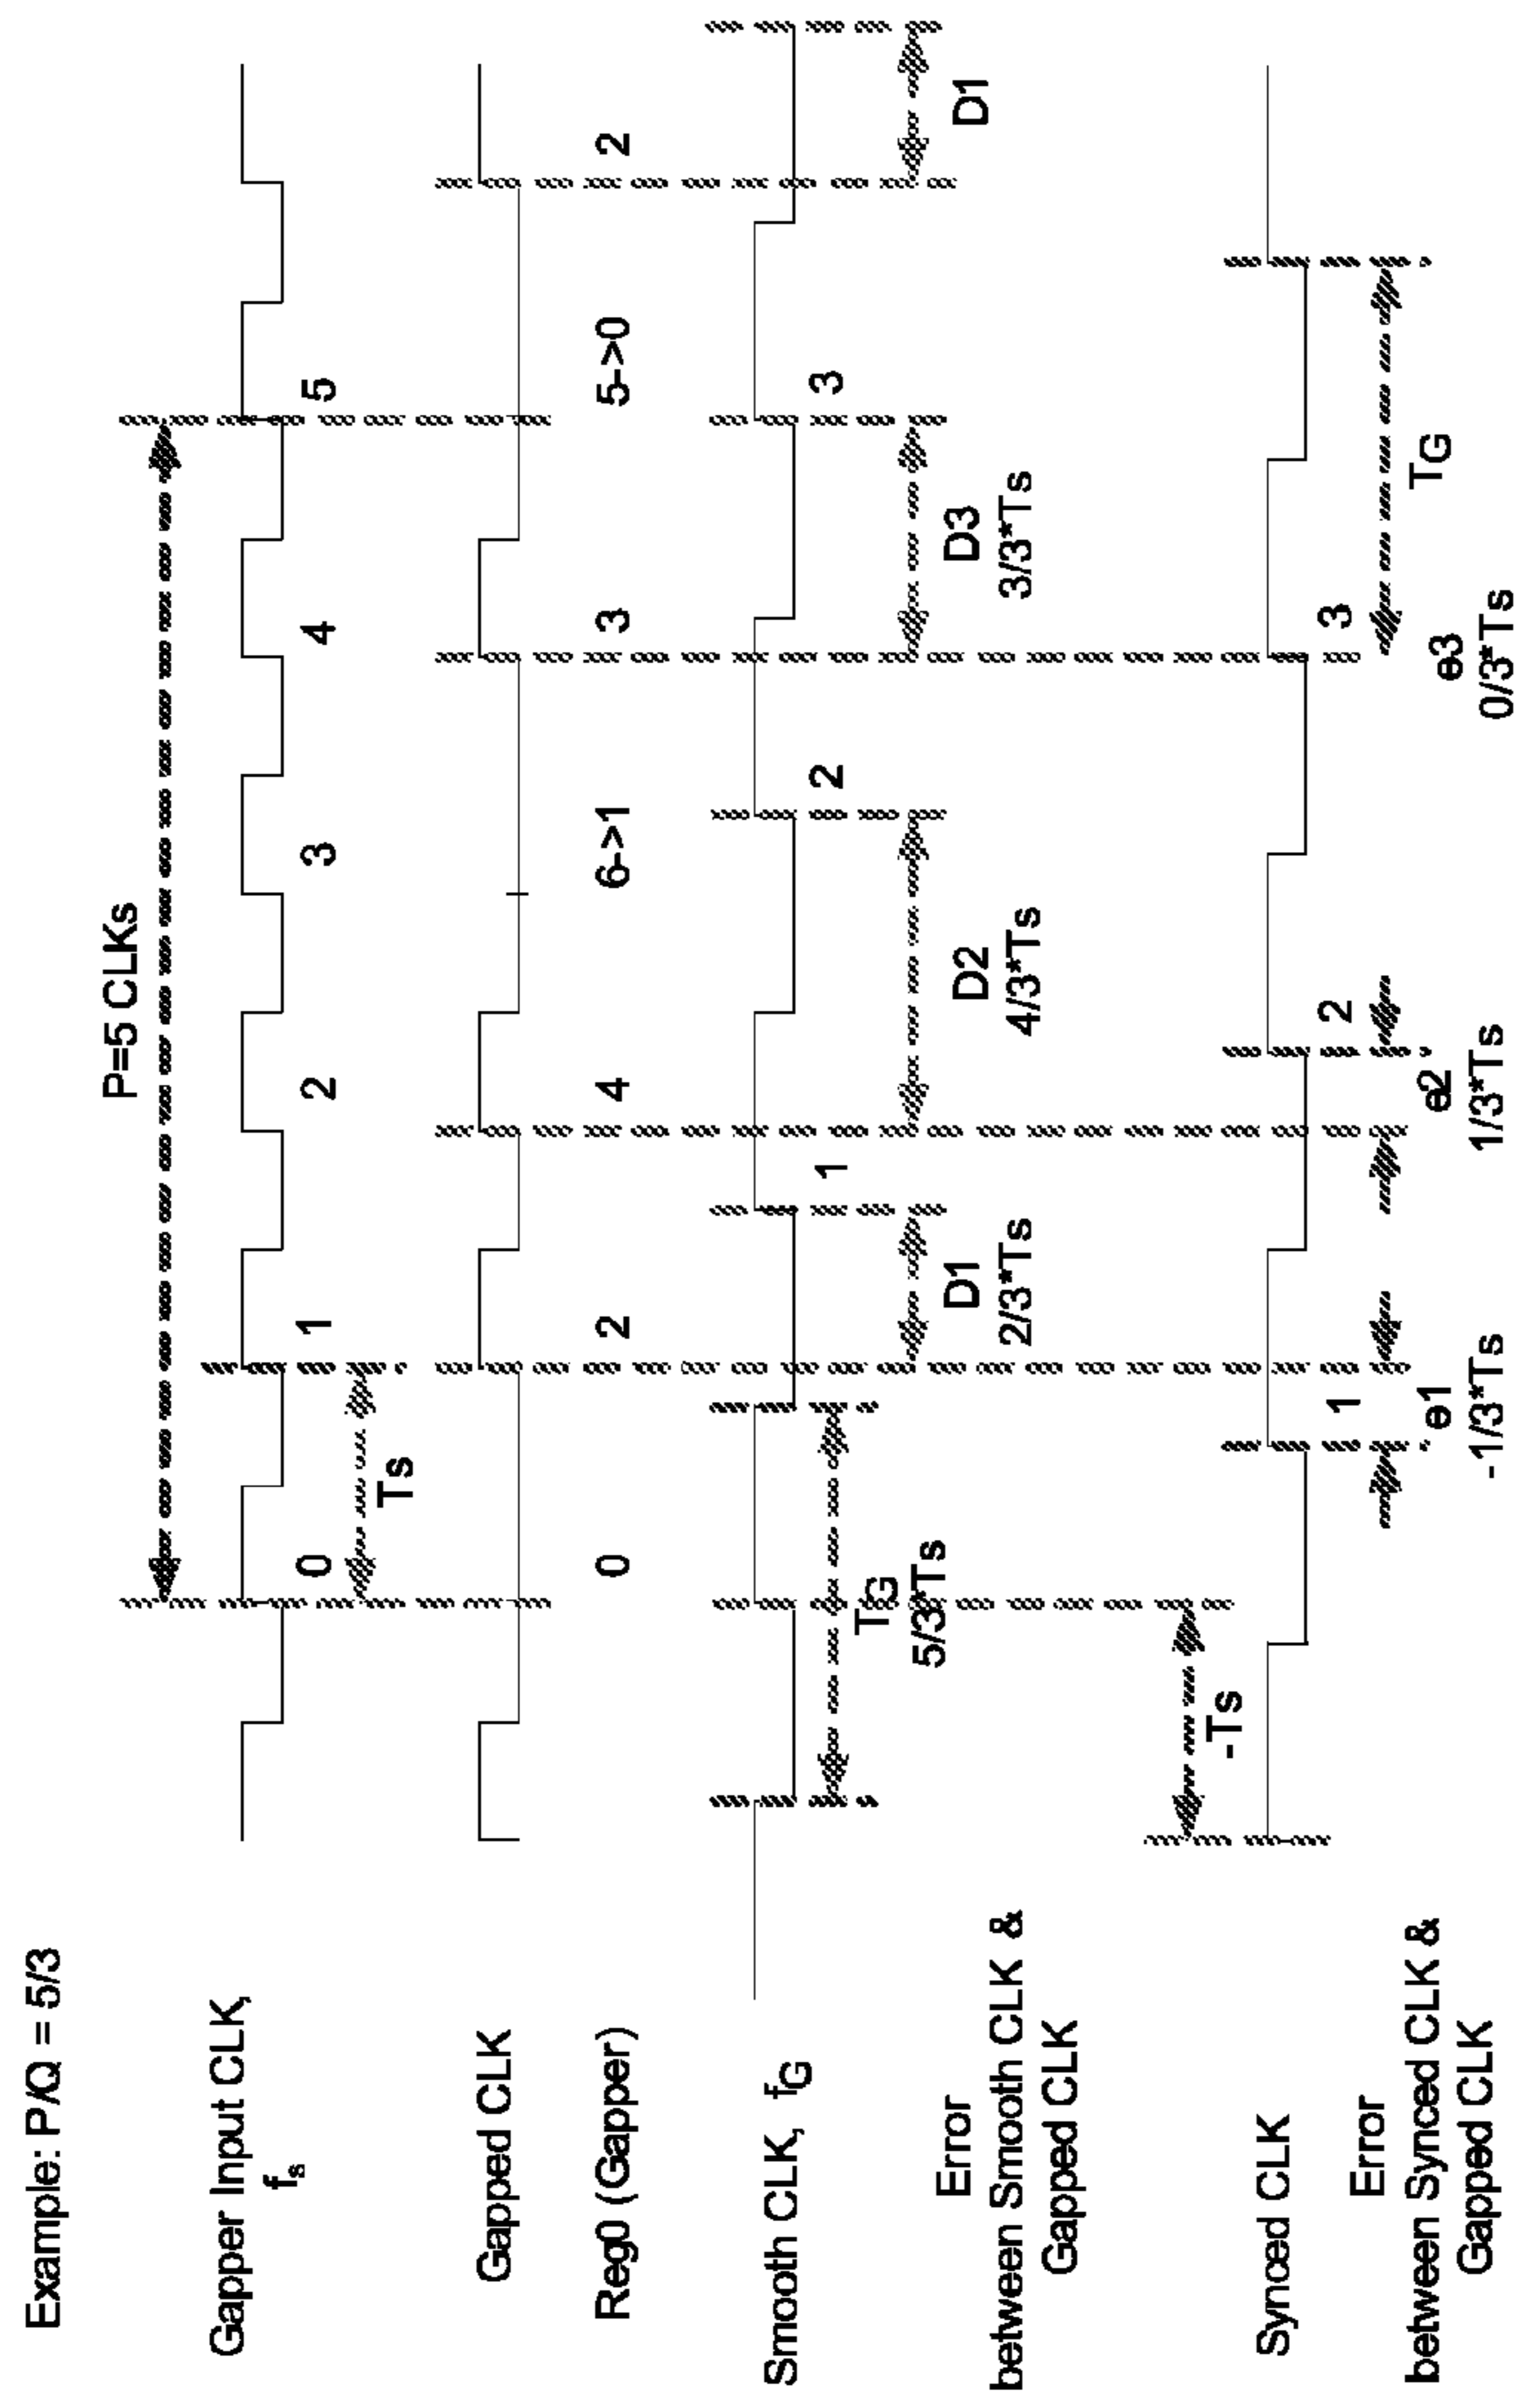 Example: P/Q = 5/3
P=5 CLKs
Gapper Input CLK,
fs
0 1 2 3 4 5
Ts
Gapped CLK
Reg0 (Gapper)
0 2 4 6->1 3 5->0 2
Smooth CLK, fG
1 2 3
TG
5/3*Ts
Error
between Smooth CLK &
Gapped CLK
D1
2/3*Ts
D2
4/3*Ts
D3
3/3*Ts
D1
-Ts
Synced CLK
1 2 3
Error
between Synced CLK &
Gapped CLK
e1
-1/3*Ts
e2
1/3*Ts
e3
0/3*Ts
TG